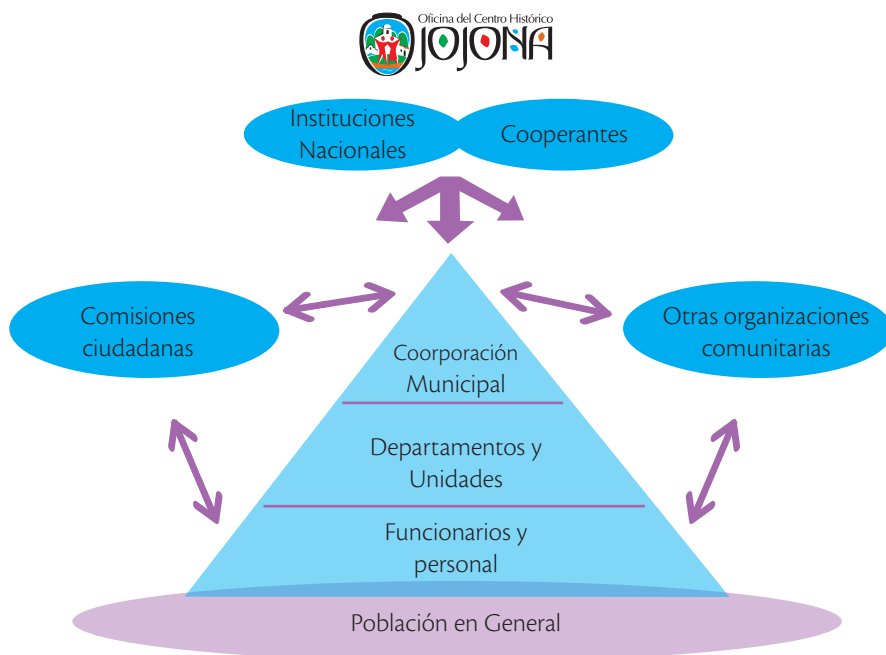 Oficina del Centro Histórico
JOJONA
Instituciones
Nacionales
Cooperantes
Comisiones
ciudadanas
Otras organizaciones
comunitarias
Coorporación
Municipal
Departamentos y
Unidades
Funcionarios y
personal
Población en General